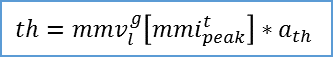 th = mmv_l^g[mmi_peak^t] * a_th